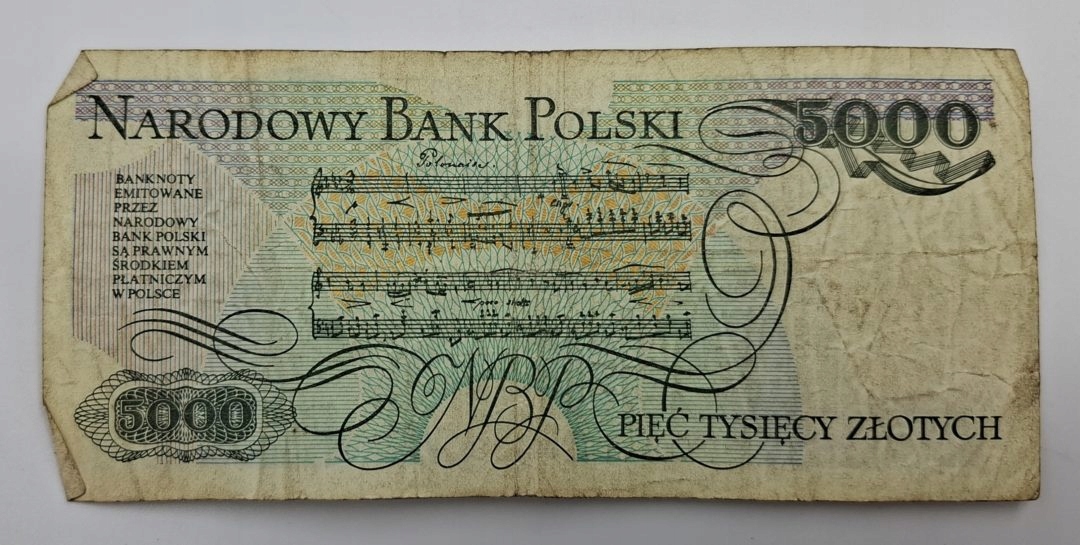 NARODOWY BANK POLSKI
5000
Polonaise.
BANKNOTY
EMITOWANE
PRZEZ
NARODOWY
BANK POLSKI
SĄ PRAWNYM
ŚRODKIEM
PŁATNICZYM
W POLSCE
NBP
5000
PIĘĆ TYSIĘCY ZŁOTYCH